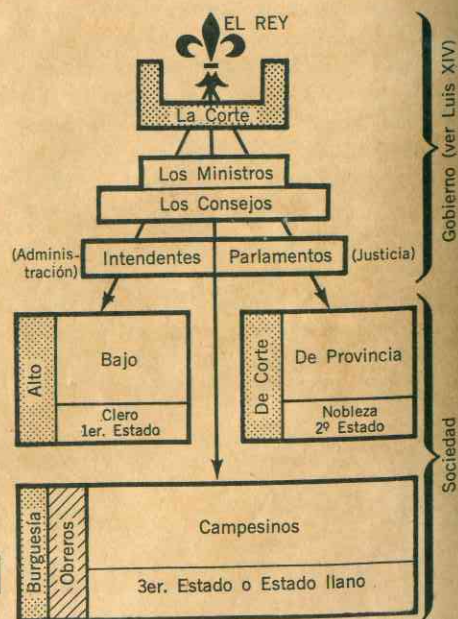 EL REY
La Corte
Los Ministros
Los Consejos
(Adminis-
tración)
Intendentes
Parlamentos
(Justicia)
Gobierno (ver Luis XIV)
Alto
Bajo
Clero
1er. Estado
De Corte
De Provincia
Nobleza
2º Estado
Burguesía
Obreros
Campesinos
3er. Estado o Estado llano
Sociedad